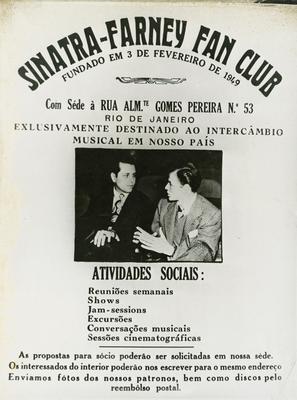 SINATRA-FARNEY FAN CLUB
FUNDADO EM 3 DE FEVEREIRO DE 1949
Com Séde à RUA ALM.TE GOMES PEREIRA N.º 53
RIO DE JANEIRO
EXLUSIVAMENTE DESTINADO AO INTERCÂMBIO
MUSICAL EM NOSSO PAÍS
ATIVIDADES SOCIAIS:
Reuniões semanais
Shows
Jam-sessions
Excursões
Conversações musicais
Sessões cinematográficas
As propostas para sócio poderão ser solicitadas em nossa séde.
Os interessados do interior poderão nos escrever para o mesmo endereço
Enviamos fótos dos nossos patronos, bem como discos pelo
reembôlso postal.